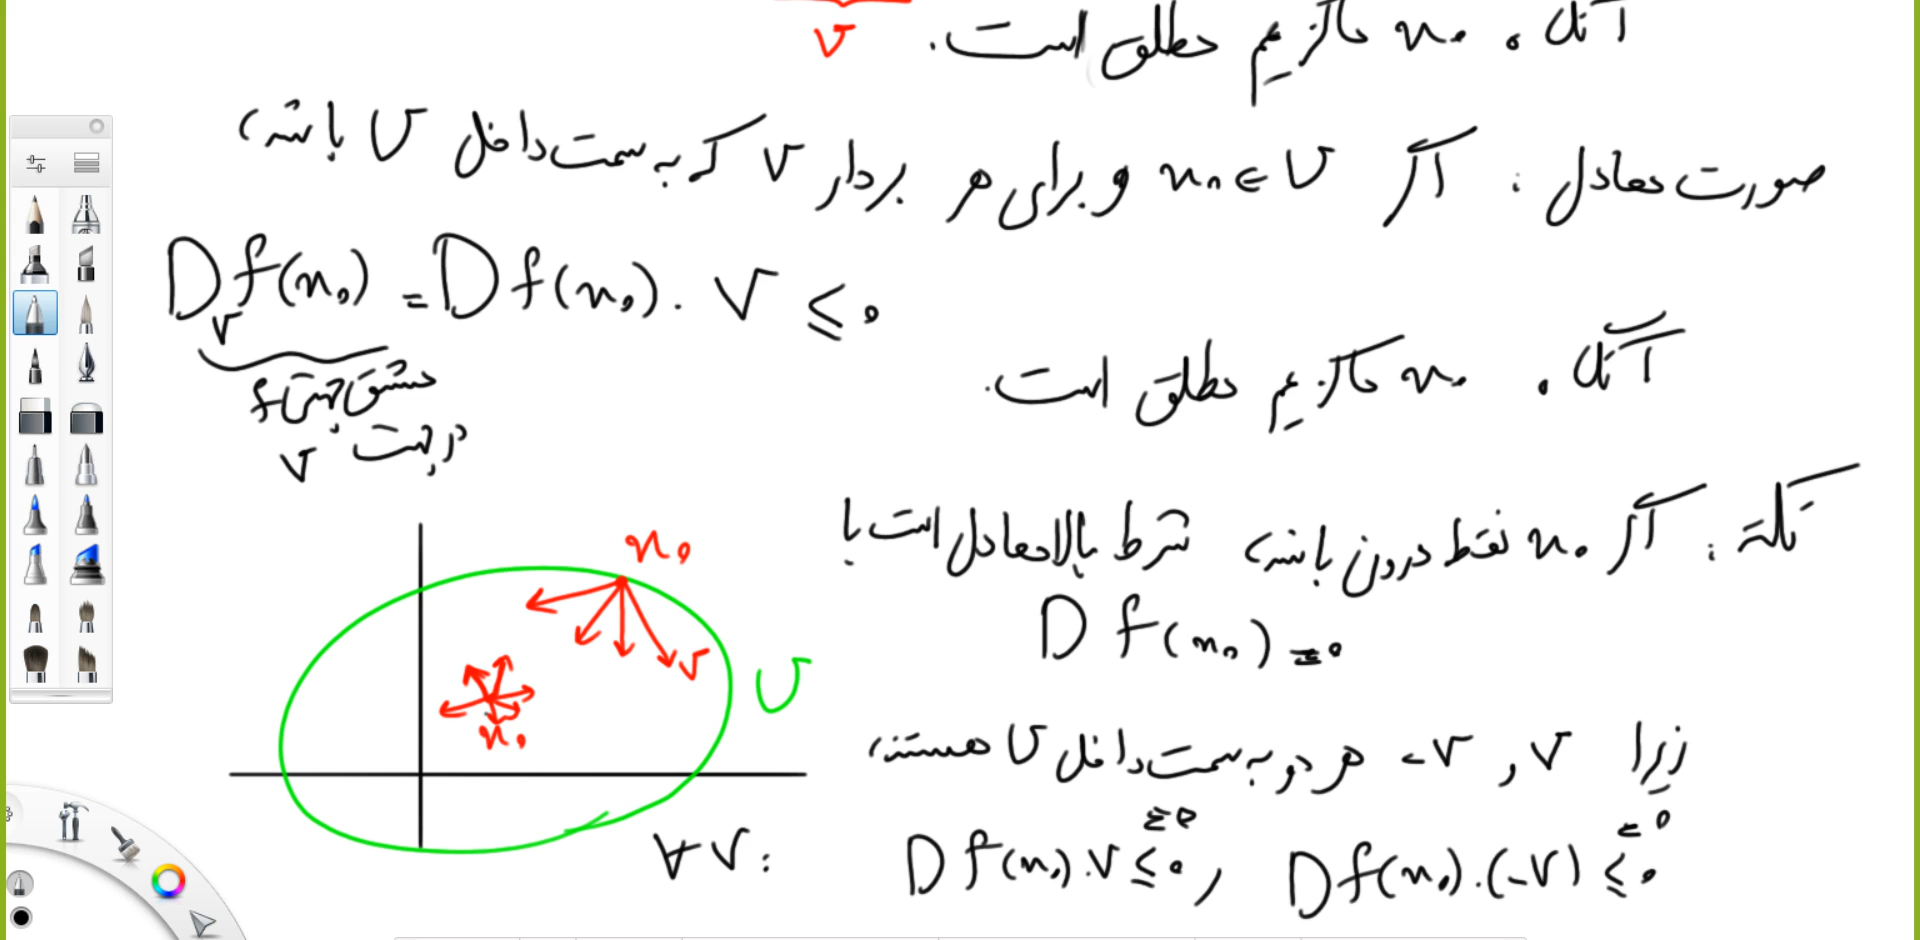 آنگاه x₀ ماکزیمم مطلق است.
v
صورت معادل : اگر x₀ ∈ U و برای هر بردار v که به سمت داخل U باشد
D_v f(x₀) = Df(x₀) . v ≤ 0
مشتق جهتی f
در جهت v
آنگاه x₀ ماکزیمم مطلق است.
نکته : اگر x₀ نقطه درون باشد شرط بالا معادل است با
Df(x₀) = 0
زیرا v , -v هر دو به سمت داخل U هستند
∀v : Df(x₀).v ≤ 0 , Df(x₀).(-v) ≤ 0
= 0
= 0
x₀
v
U
x₀